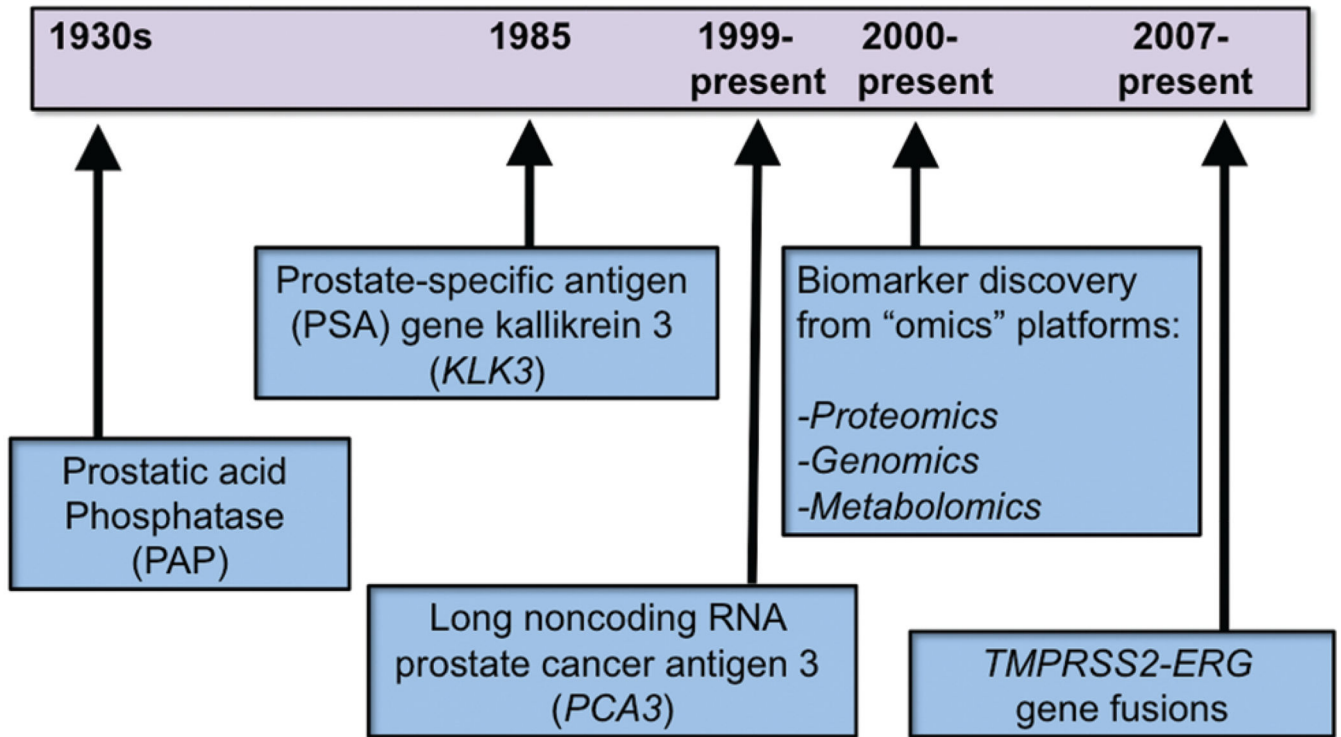 1930s
1985
1999-
present
2000-
present
2007-
present
Prostate-specific antigen
(PSA) gene kallikrein 3
(KLK3)
Biomarker discovery
from “omics” platforms:
-Proteomics
-Genomics
-Metabolomics
Prostatic acid
Phosphatase
(PAP)
Long noncoding RNA
prostate cancer antigen 3
(PCA3)
TMPRSS2-ERG
gene fusions